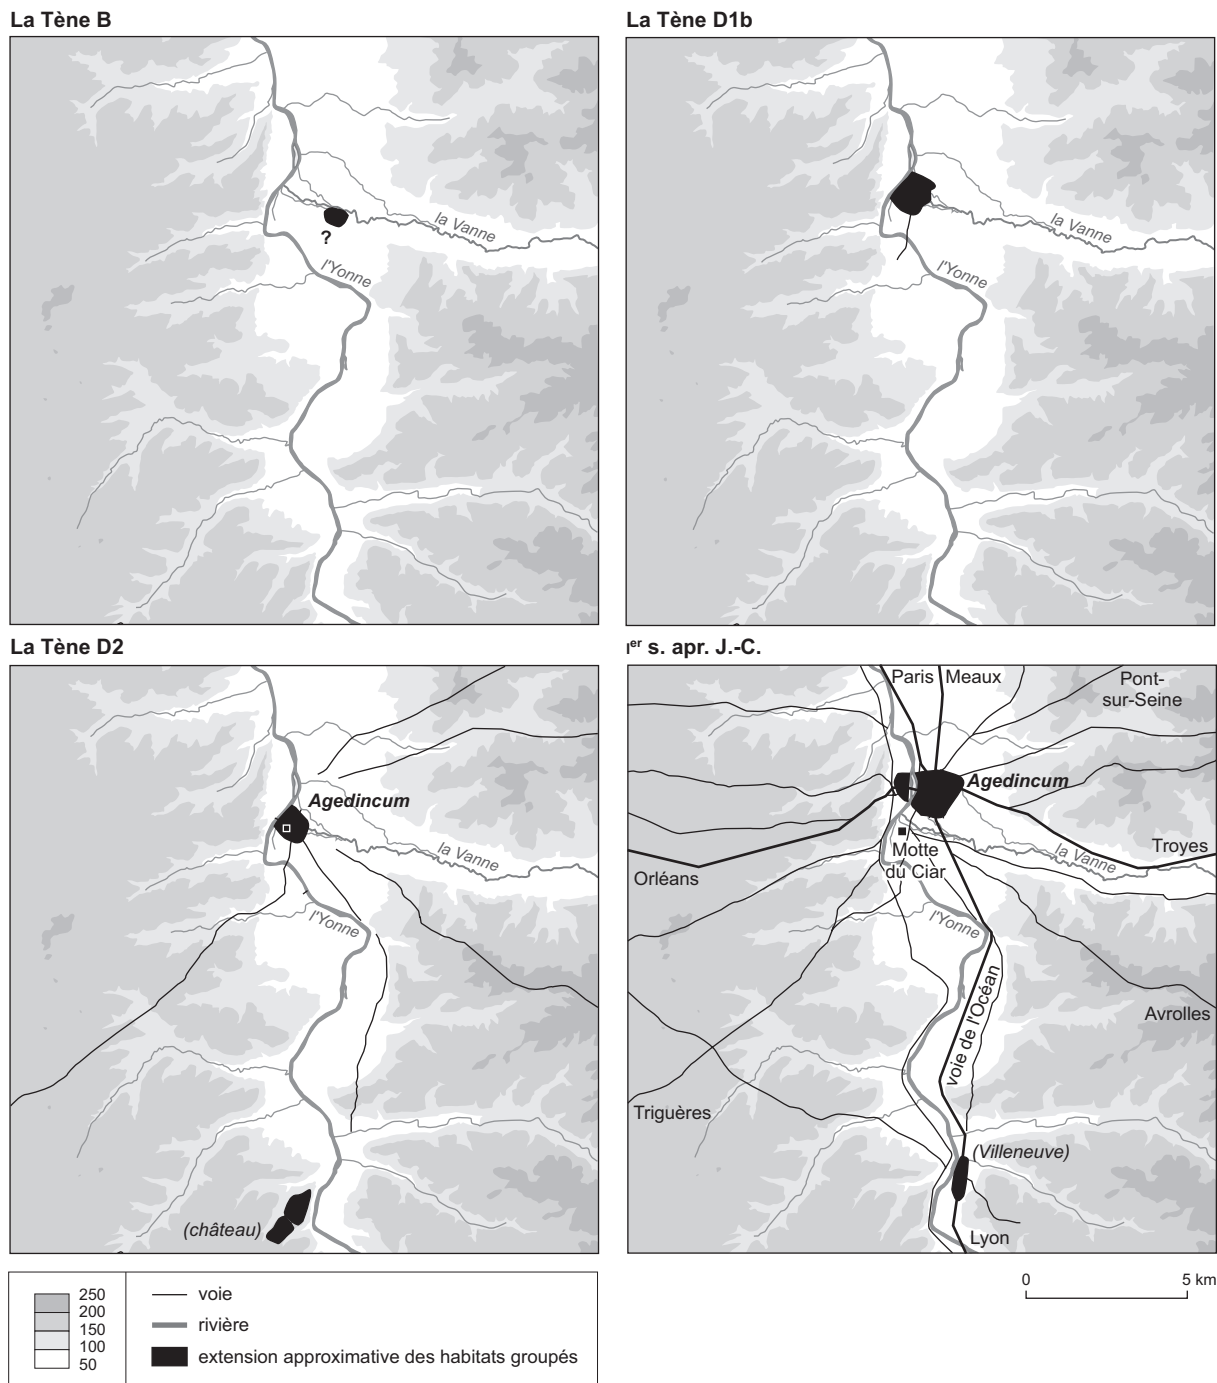 La Tène B
la Vanne
?
l'Yonne
La Tène D1b
la Vanne
l'Yonne
La Tène D2
Agedincum
la Vanne
l'Yonne
(château)
Ier s. apr. J.-C.
Paris
Meaux
Pont-
sur-Seine
Agedincum
Motte
du Ciar
la Vanne
Troyes
Orléans
l'Yonne
voie de l'Océan
Avrolles
Triguères
(Villeneuve)
Lyon
250
200
150
100
50
voie
rivière
extension approximative des habitats groupés
0
5 km